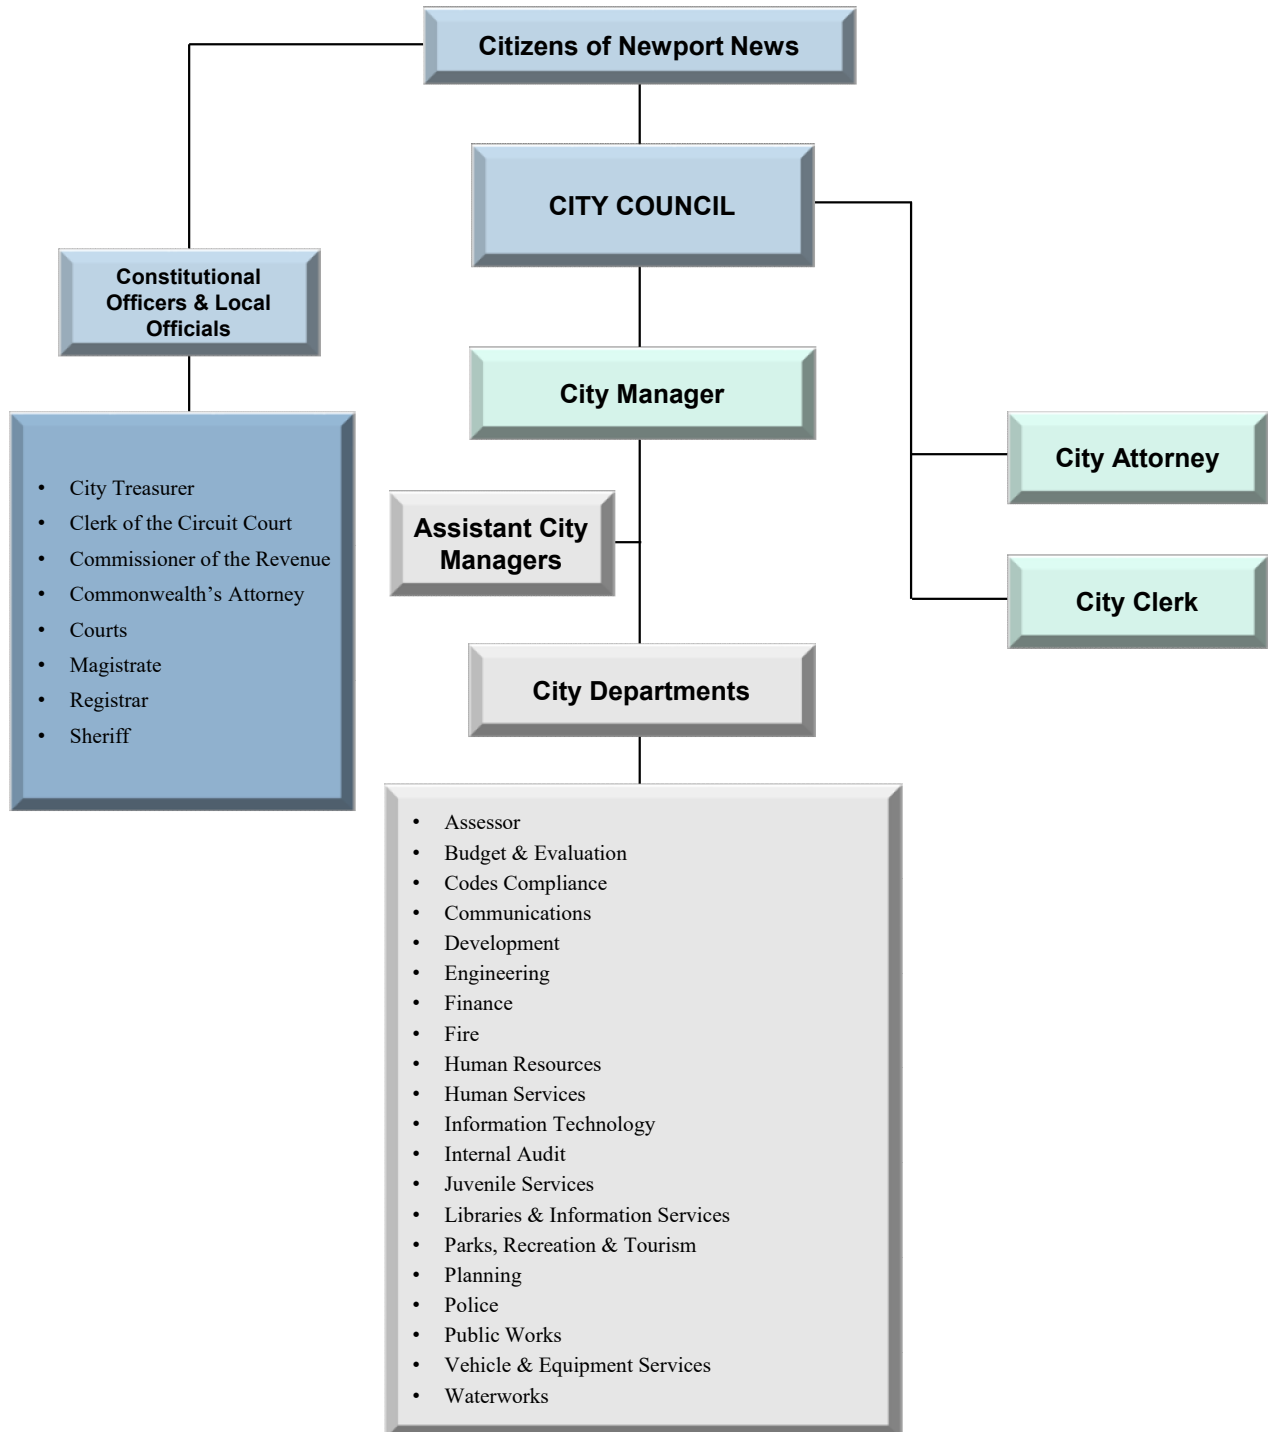 Citizens of Newport News
CITY COUNCIL
Constitutional
Officers & Local
Officials
• City Treasurer
• Clerk of the Circuit Court
• Commissioner of the Revenue
• Commonwealth’s Attorney
• Courts
• Magistrate
• Registrar
• Sheriff
City Manager
City Attorney
City Clerk
Assistant City
Managers
City Departments
• Assessor
• Budget & Evaluation
• Codes Compliance
• Communications
• Development
• Engineering
• Finance
• Fire
• Human Resources
• Human Services
• Information Technology
• Internal Audit
• Juvenile Services
• Libraries & Information Services
• Parks, Recreation & Tourism
• Planning
• Police
• Public Works
• Vehicle & Equipment Services
• Waterworks